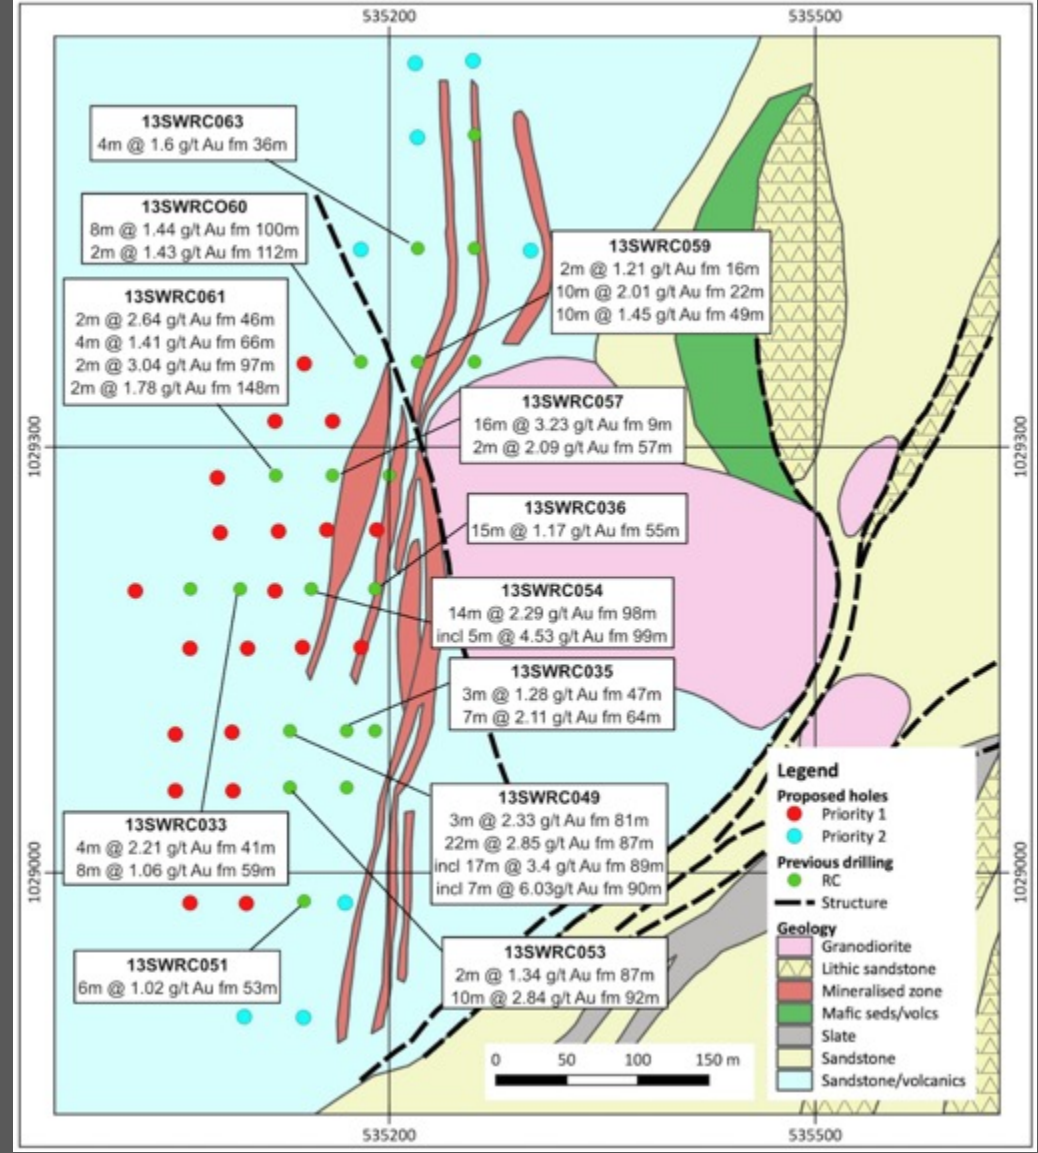 535200
535500
13SWRC063
4m @ 1.6 g/t Au fm 36m
13SWRCO60
8m @ 1.44 g/t Au fm 100m
2m @ 1.43 g/t Au fm 112m
13SWRC059
2m @ 1.21 g/t Au fm 16m
10m @ 2.01 g/t Au fm 22m
10m @ 1.45 g/t Au fm 49m
13SWRC061
2m @ 2.64 g/t Au fm 46m
4m @ 1.41 g/t Au fm 66m
2m @ 3.04 g/t Au fm 97m
2m @ 1.78 g/t Au fm 148m
13SWRC057
16m @ 3.23 g/t Au fm 9m
2m @ 2.09 g/t Au fm 57m
1029300
1029300
13SWRC036
15m @ 1.17 g/t Au fm 55m
13SWRC054
14m @ 2.29 g/t Au fm 98m
incl 5m @ 4.53 g/t Au fm 99m
13SWRC035
3m @ 1.28 g/t Au fm 47m
7m @ 2.11 g/t Au fm 64m
13SWRC049
3m @ 2.33 g/t Au fm 81m
22m @ 2.85 g/t Au fm 87m
incl 17m @ 3.4 g/t Au fm 89m
incl 7m @ 6.03g/t Au fm 90m
13SWRC033
4m @ 2.21 g/t Au fm 41m
8m @ 1.06 g/t Au fm 59m
1029000
1029000
13SWRC053
2m @ 1.34 g/t Au fm 87m
10m @ 2.84 g/t Au fm 92m
13SWRC051
6m @ 1.02 g/t Au fm 53m
Legend
Proposed holes
Priority 1
Priority 2
Previous drilling
RC
Structure
Geology
Granodiorite
Lithic sandstone
Mineralised zone
Mafic seds/volcs
Slate
Sandstone
Sandstone/volcanics
0 50 100 150 m
535200
535500